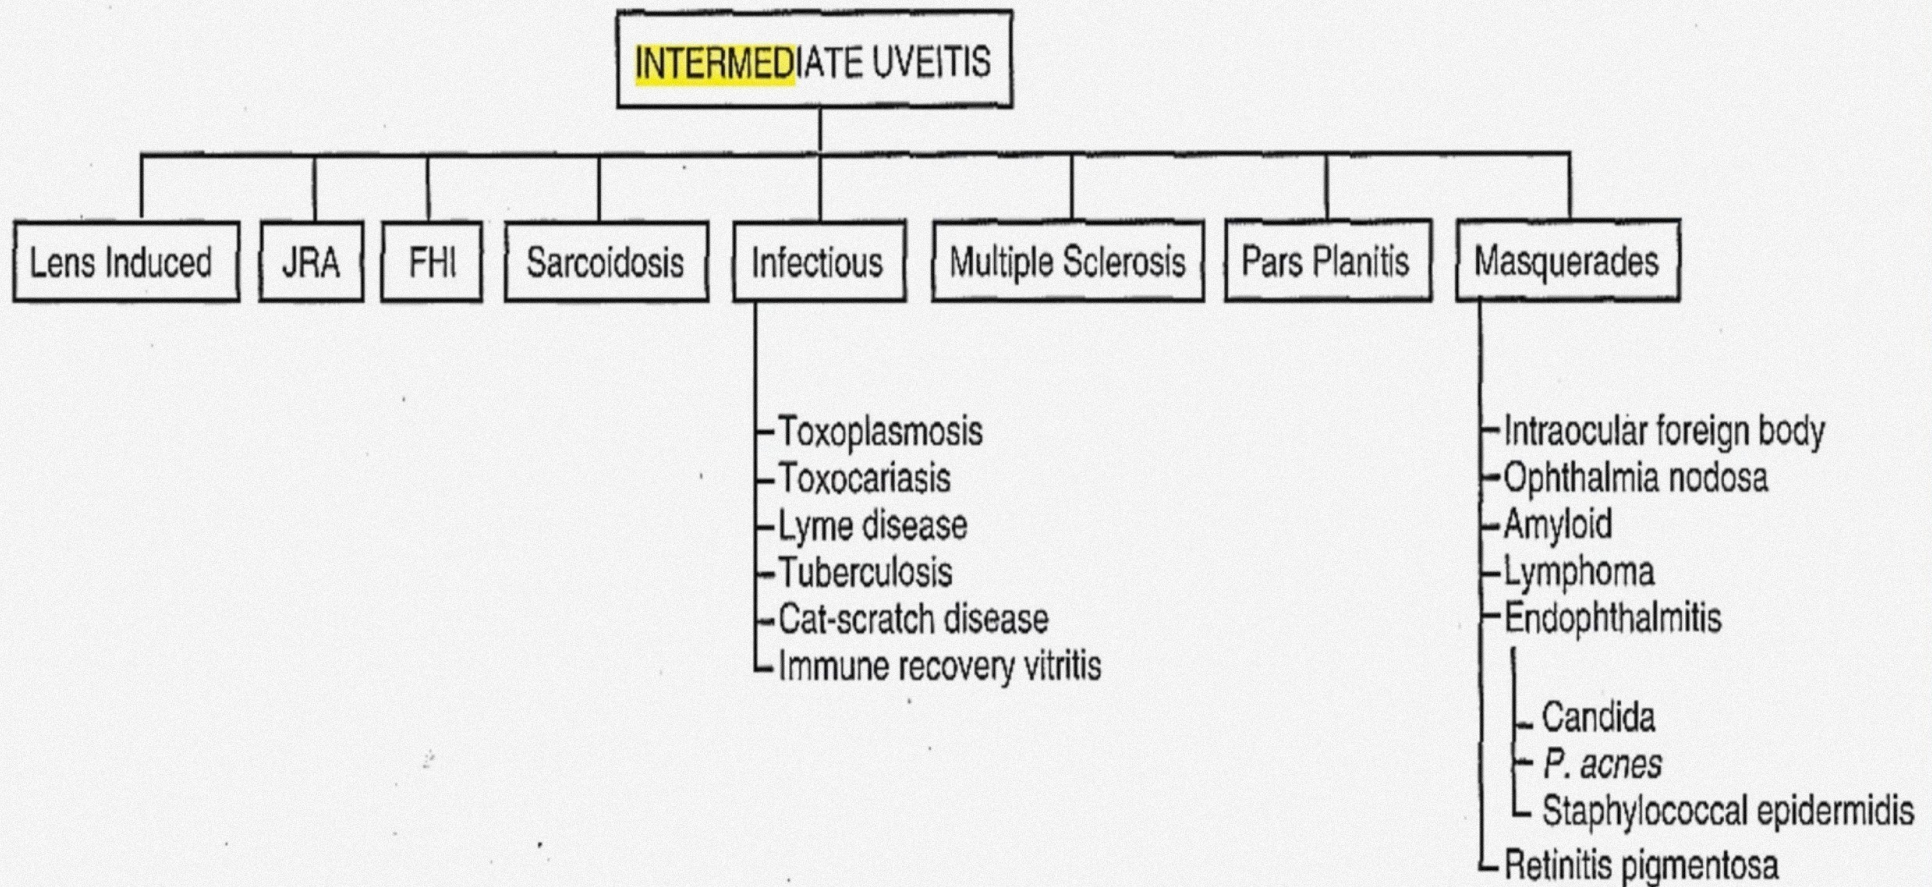 INTERMEDIATE UVEITIS
Lens Induced
JRA
FHI
Sarcoidosis
Infectious
Multiple Sclerosis
Pars Planitis
Masquerades
Toxoplasmosis
Toxocariasis
Lyme disease
Tuberculosis
Cat-scratch disease
Immune recovery vitritis
Intraocular foreign body
Ophthalmia nodosa
Amyloid
Lymphoma
Endophthalmitis
Candida
P. acnes
Staphylococcal epidermidis
Retinitis pigmentosa